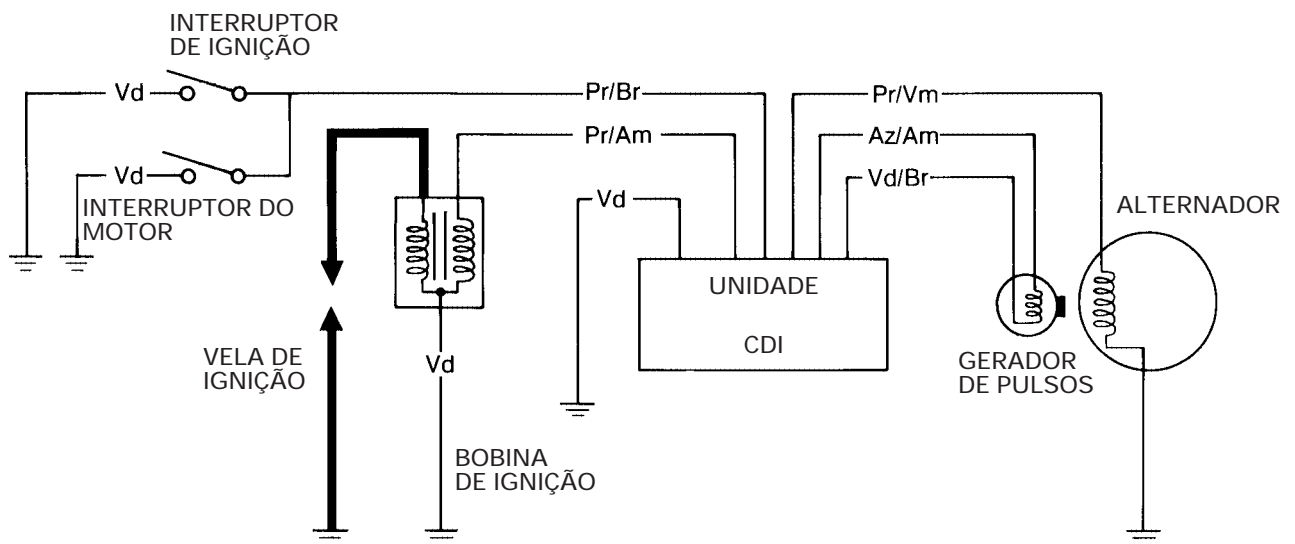 INTERRUPTOR
DE IGNIÇÃO
Vd
Pr/Br
Pr/Vm
Pr/Am
Az/Am
Vd
Vd/Br
INTERRUPTOR DO
MOTOR
Vd
ALTERNADOR
UNIDADE
CDI
VELA DE
IGNIÇÃO
Vd
GERADOR
DE PULSOS
BOBINA
DE IGNIÇÃO